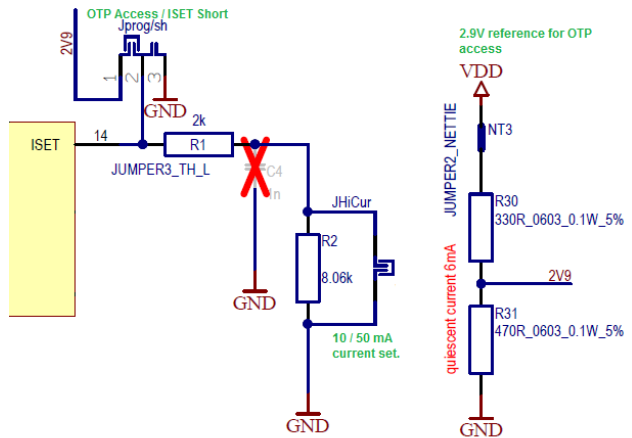 OTP Access / ISET Short
Jprog/sh
2V9
1
2
3
GND
ISET
14
2k
R1
JUMPER3_TH_L
C4
1n
GND
JHiCur
R2
8.06k
10 / 50 mA
current set.
GND
2.9V reference for OTP
access
VDD
NT3
JUMPER2_NETTIE
R30
330R_0603_0.1W_5%
2V9
quiescent current 6mA
R31
470R_0603_0.1W_5%
GND